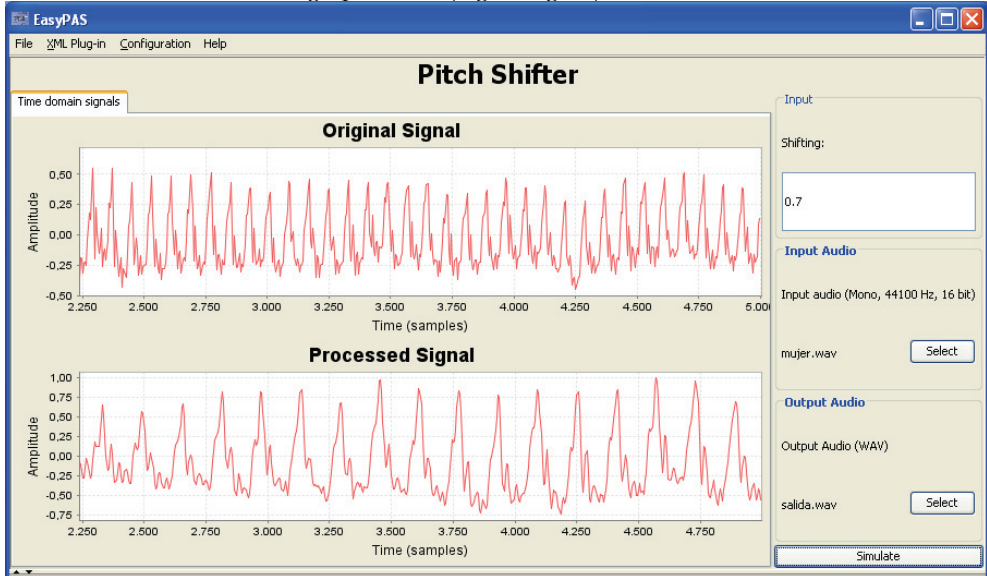 EasyPAS
File XML Plug-in Configuration Help
Pitch Shifter
Time domain signals
Original Signal
0,50
0,25
0,00
-0,25
-0,50
Amplitude
2.250 2.500 2.750 3.000 3.250 3.500 3.750 4.000 4.250 4.500 4.750 5.000
Time (samples)
Processed Signal
1,00
0,75
0,50
0,25
0,00
-0,25
-0,50
-0,75
Amplitude
2.250 2.500 2.750 3.000 3.250 3.500 3.750 4.000 4.250 4.500 4.750
Time (samples)
Input
Shifting:
0.7
Input Audio
Input audio (Mono, 44100 Hz, 16 bit)
mujer.wav Select
Output Audio
Output Audio (WAV)
salida.wav Select
Simulate